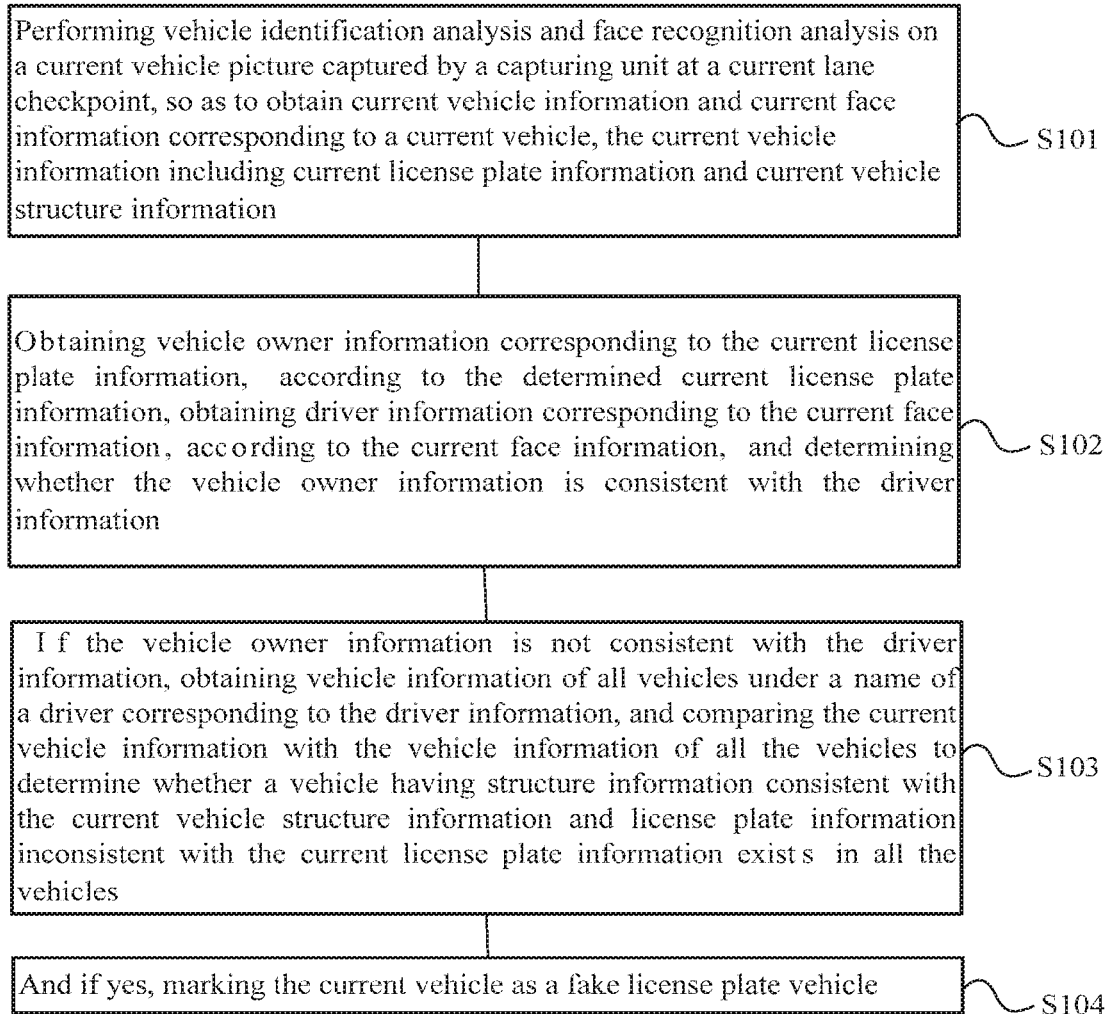 Performing vehicle identification analysis and face recognition analysis on
a current vehicle picture captured by a capturing unit at a current lane
checkpoint, so as to obtain current vehicle information and current face
information corresponding to a current vehicle, the current vehicle
information including current license plate information and current vehicle
structure information
S101
Obtaining vehicle owner information corresponding to the current license
plate information, according to the determined current license plate
information, obtaining driver information corresponding to the current face
information, according to the current face information, and determining
whether the vehicle owner information is consistent with the driver
information
S102
If the vehicle owner information is not consistent with the driver
information, obtaining vehicle information of all vehicles under a name of
a driver corresponding to the driver information, and comparing the current
vehicle information with the vehicle information of all the vehicles to
determine whether a vehicle having structure information consistent with
the current vehicle structure information and license plate information
inconsistent with the current license plate information exists in all the
vehicles
S103
And if yes, marking the current vehicle as a fake license plate vehicle
S104